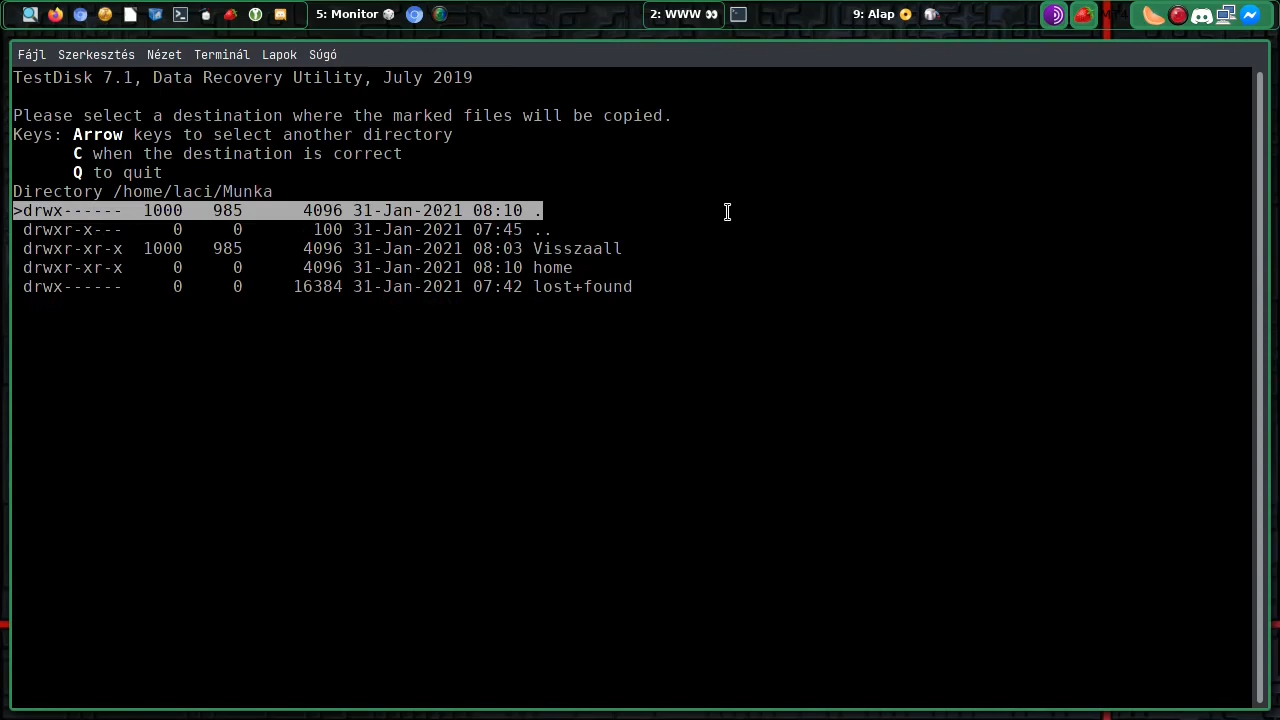 5: Monitor
2: WWW
9: Alap
Fájl Szerkesztés Nézet Terminál Lapok Súgó
TestDisk 7.1, Data Recovery Utility, July 2019
Please select a destination where the marked files will be copied.
Keys: Arrow keys to select another directory
      C when the destination is correct
      Q to quit
Directory /home/laci/Munka
>drwx------  1000   985      4096 31-Jan-2021 08:10 .
 drwxr-x---     0     0       100 31-Jan-2021 07:45 ..
 drwxr-xr-x  1000   985      4096 31-Jan-2021 08:03 Visszaall
 drwxr-xr-x     0     0      4096 31-Jan-2021 08:10 home
 drwx------     0     0     16384 31-Jan-2021 07:42 lost+found